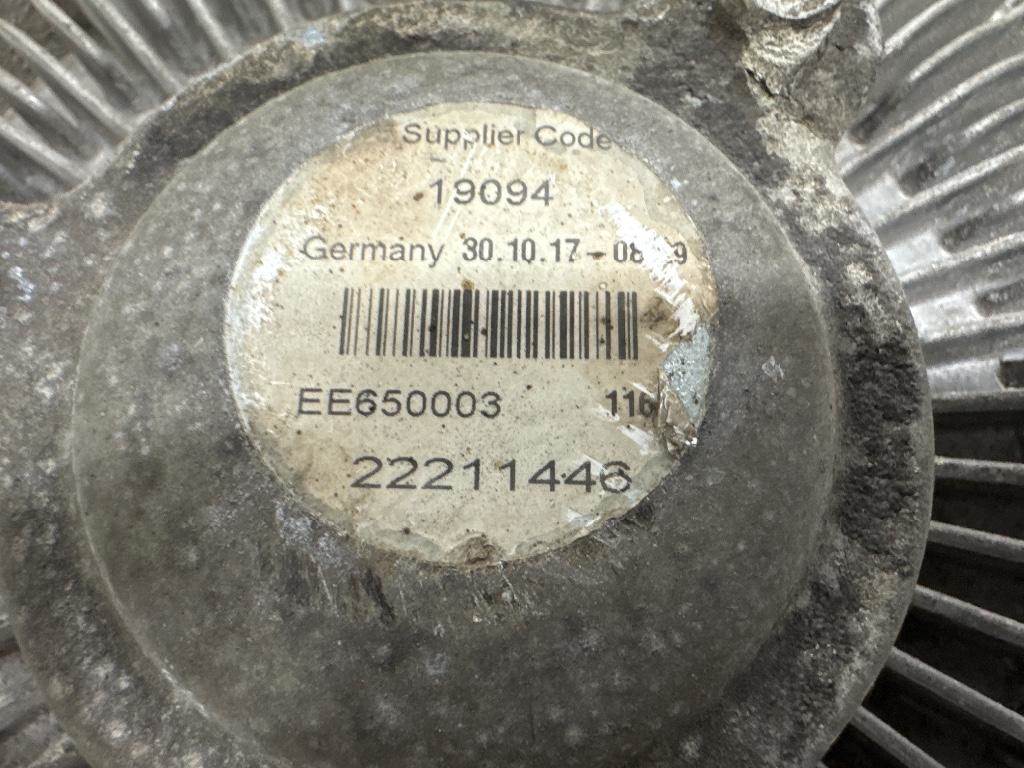 Supplier Code
19094
Germany 30.10.17 -
EE650003
22211446